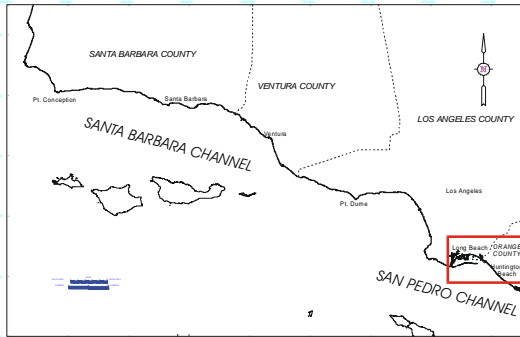 SANTA BARBARA COUNTY
VENTURA COUNTY
N
LOS ANGELES COUNTY
Pt. Conception
Santa Barbara
Ventura
SANTA BARBARA CHANNEL
Los Angeles
Pt. Dume
Long Beach
ORANGE
COUNTY
Huntington
Beach
SAN PEDRO CHANNEL